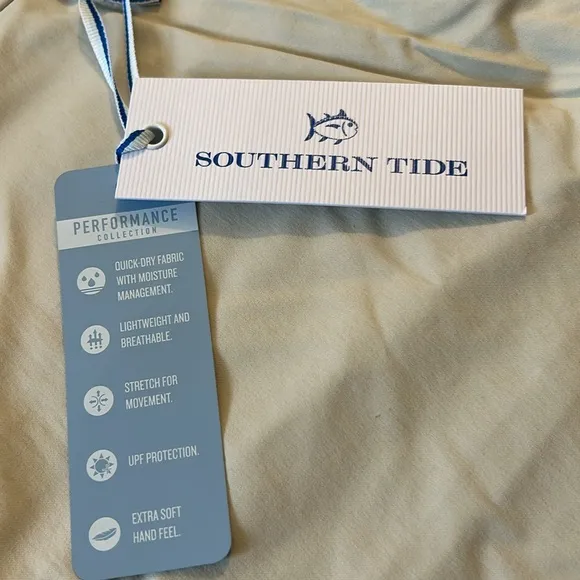 SOUTHERN TIDE
PERFORMANCE
COLLECTION
QUICK-DRY FABRIC
WITH MOISTURE
MANAGEMENT.
LIGHTWEIGHT AND
BREATHABLE.
STRETCH FOR
MOVEMENT.
UPF PROTECTION.
EXTRA SOFT
HAND FEEL.